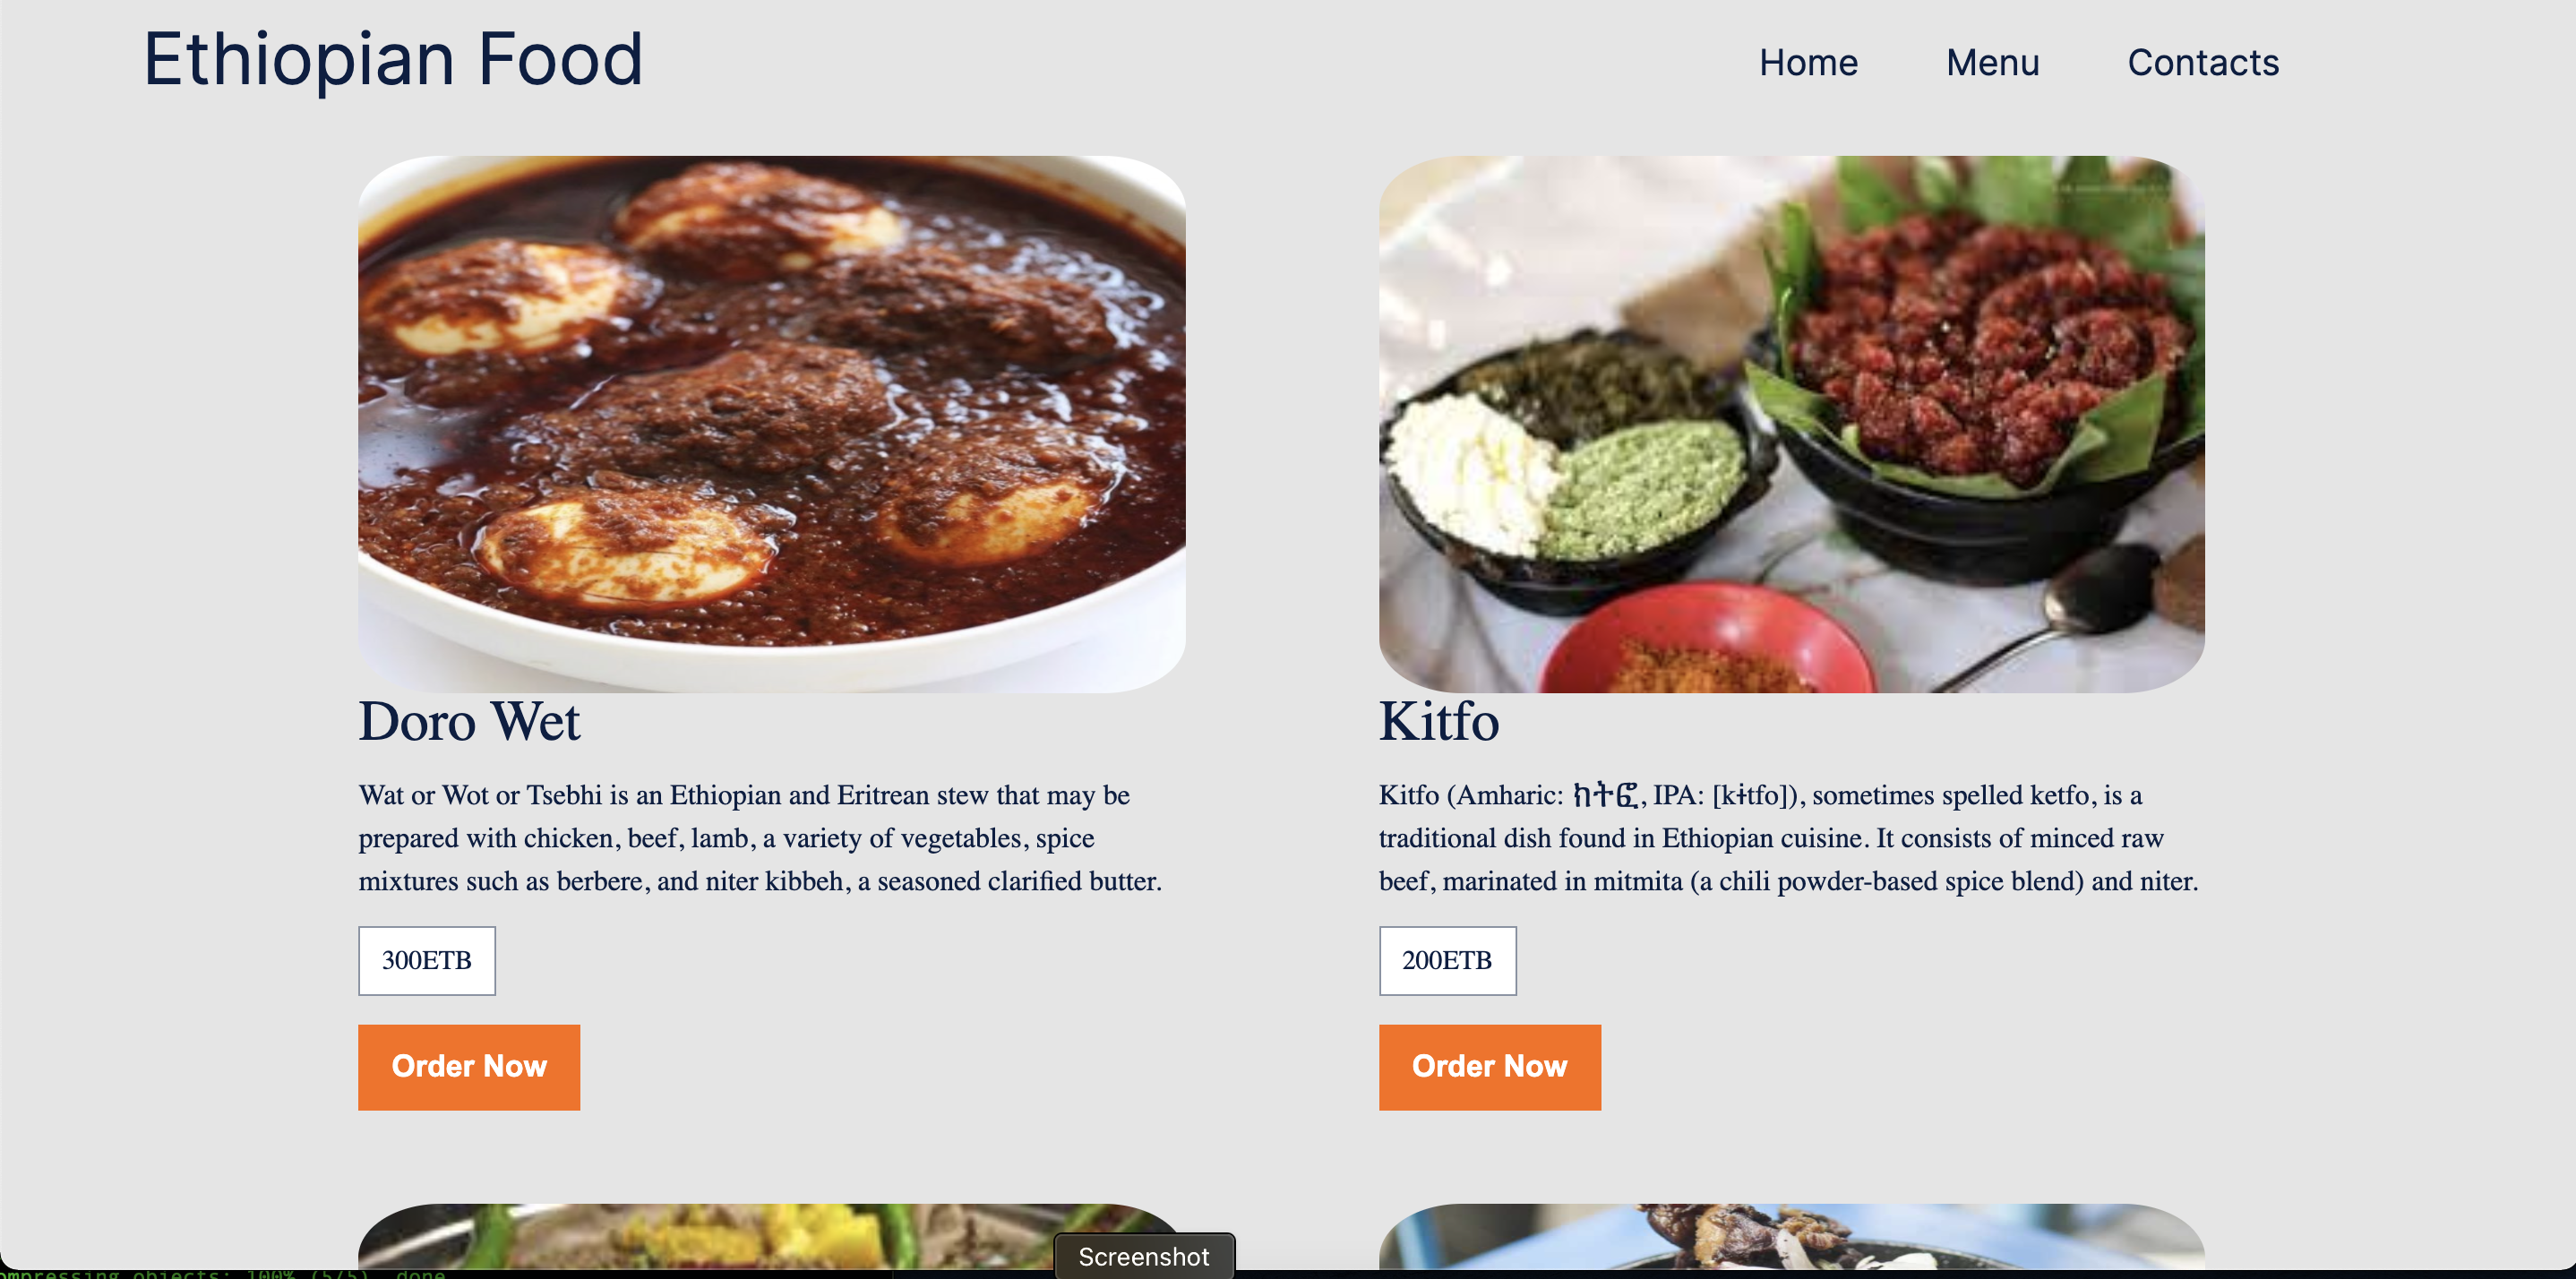 Ethiopian Food
Home Menu Contacts
Doro Wet
Wat or Wot or Tsebhi is an Ethiopian and Eritrean stew that may be
prepared with chicken, beef, lamb, a variety of vegetables, spice
mixtures such as berbere, and niter kibbeh, a seasoned clarified butter.
300ETB
Order Now
Kitfo
Kitfo (Amharic: ክትፎ, IPA: [kɨtfo]), sometimes spelled ketfo, is a
traditional dish found in Ethiopian cuisine. It consists of minced raw
beef, marinated in mitmita (a chili powder-based spice blend) and niter.
200ETB
Order Now
Screenshot
ompressing objects: 100% (5/5), done